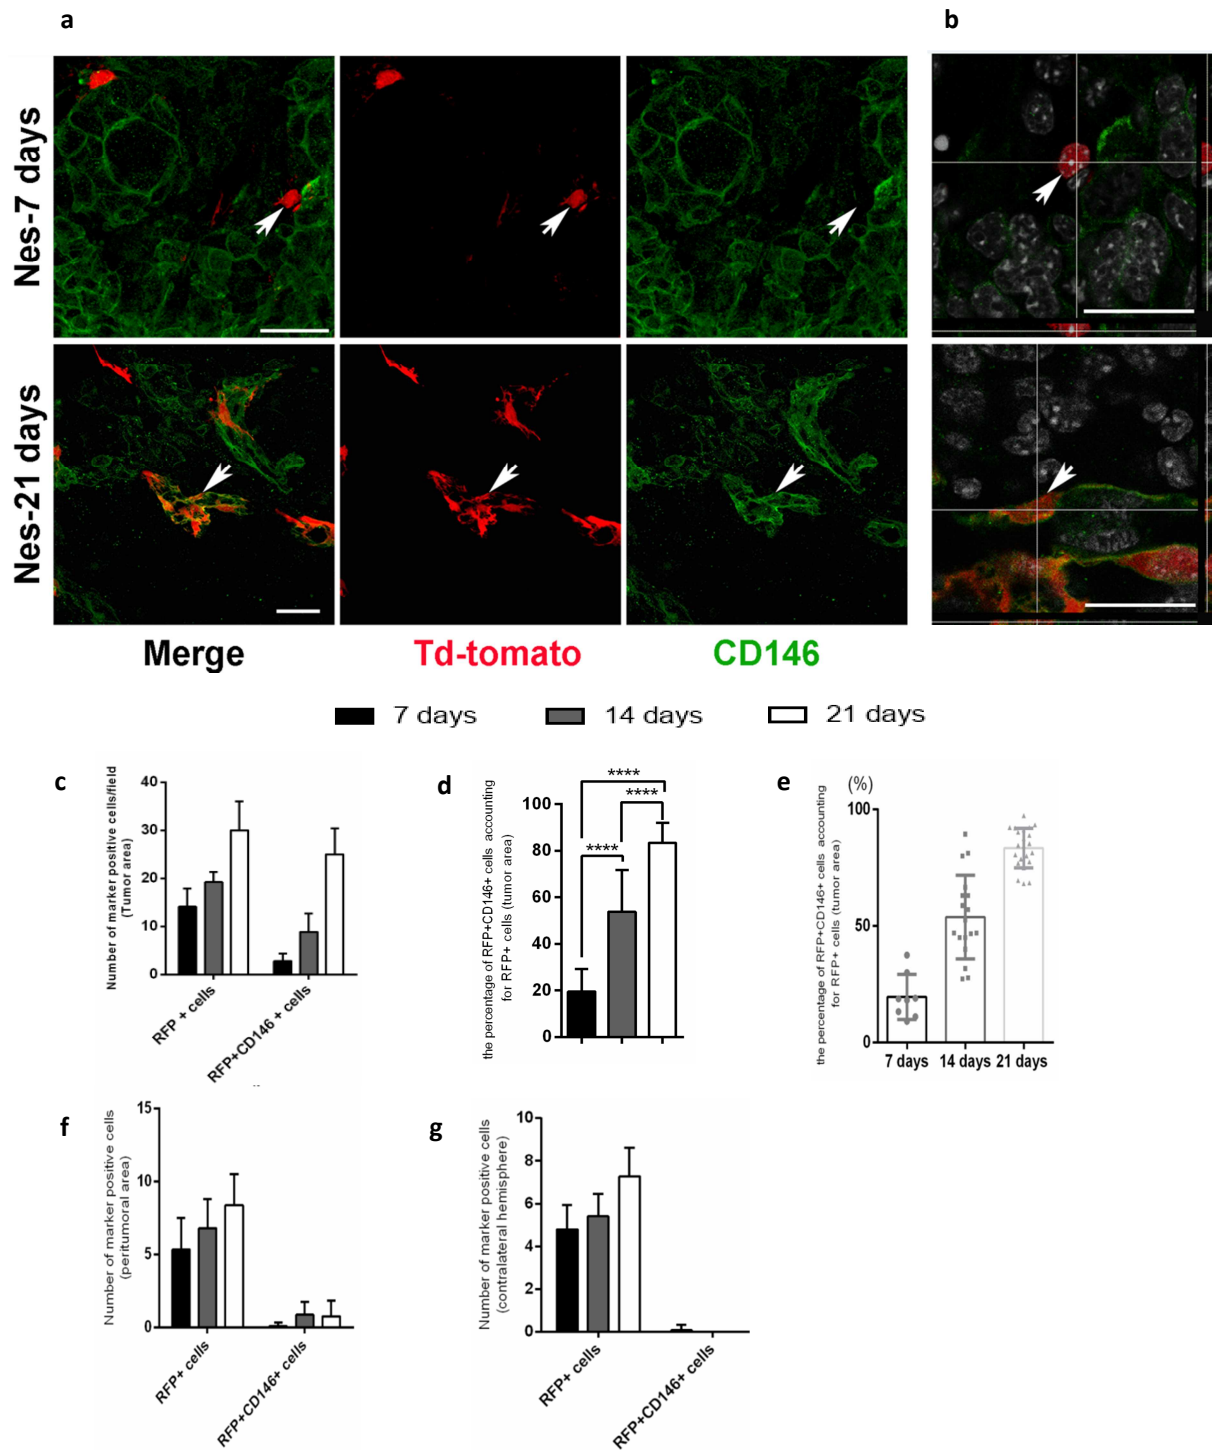 a
b
Nes-7 days
Nes-21 days
Merge
Td-tomato
CD146
7 days
14 days
21 days
c
Number of marker positive cells/field
(Tumor area)
40
30
20
10
0
RFP + cells
RFP+CD146 + cells
d
the percentage of RFP+CD146+ cells accounting
for RFP+ cells (tumor area)
100
80
60
40
20
0
****
****
****
e
(%)
the percentage of RFP+CD146+ cells accounting
for RFP+ cells (tumor area)
100
50
0
7 days
14 days
21 days
f
Number of marker positive cells
(peritumoral area)
15
10
5
0
RFP+ cells
RFP+CD146+ cells
g
Number of marker positive cells
(contralateral hemisphere)
10
8
6
4
2
0
RFP+ cells
RFP+CD146+ cells